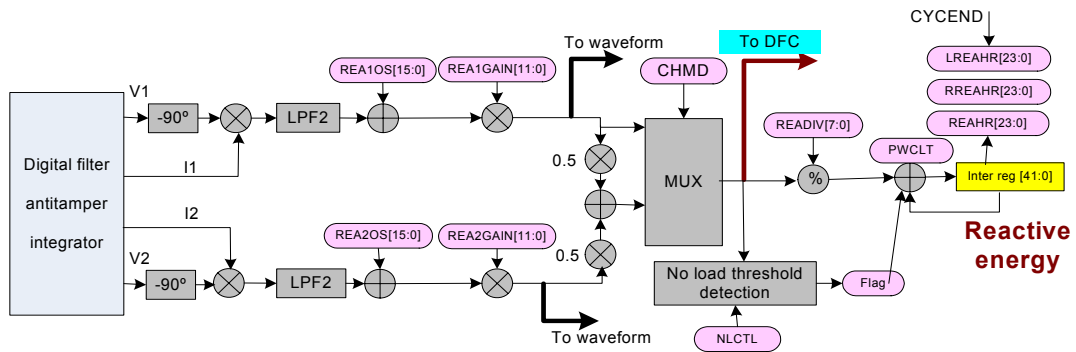 CYCEND
To waveform
To DFC
LREAHR[23:0]
REA1OS[15:0]
REA1GAIN[11:0]
CHMD
RREAHR[23:0]
V1
READIV[7:0]
REAHR[23:0]
-90º
LPF2
PWCLT
0.5
I1
MUX
%
Inter reg [41:0]
Digital filter
antitamper
integrator
I2
REA2OS[15:0]
REA2GAIN[11:0]
Reactive
energy
V2
0.5
-90º
LPF2
No load threshold
detection
Flag
To waveform
NLCTL